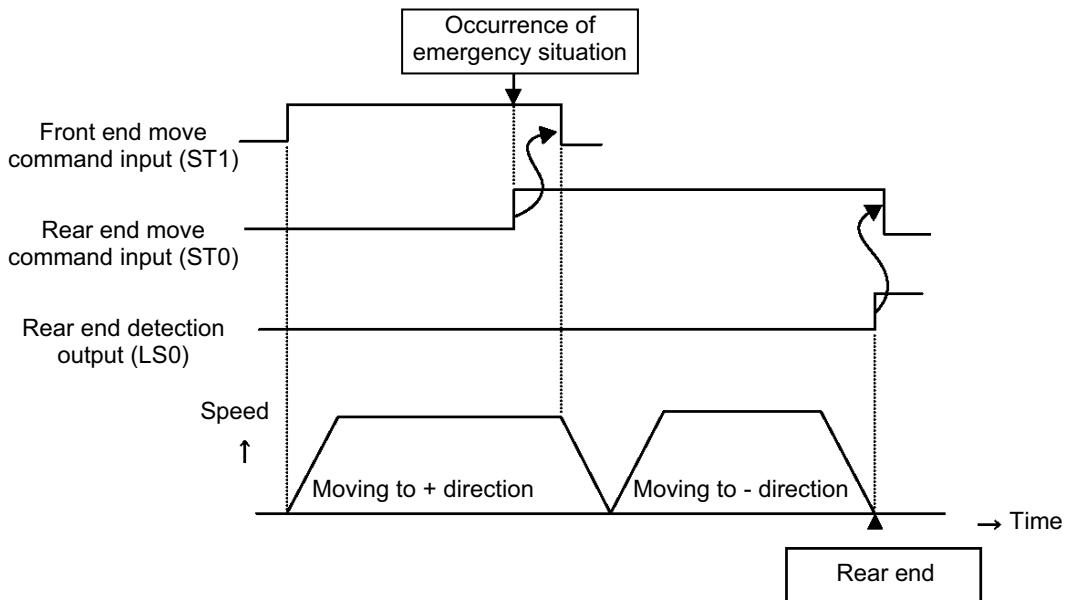 Occurrence of
emergency situation
Front end move
command input (ST1)
Rear end move
command input (ST0)
Rear end detection
output (LS0)
Speed
↑
Moving to + direction
Moving to - direction
→ Time
Rear end